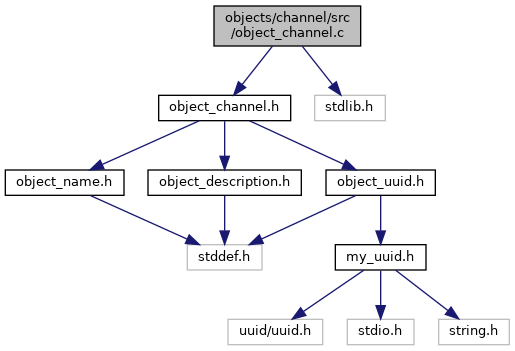 objects/channel/src
/object_channel.c
object_channel.h
stdlib.h
object_name.h
object_description.h
object_uuid.h
stddef.h
my_uuid.h
uuid/uuid.h
stdio.h
string.h